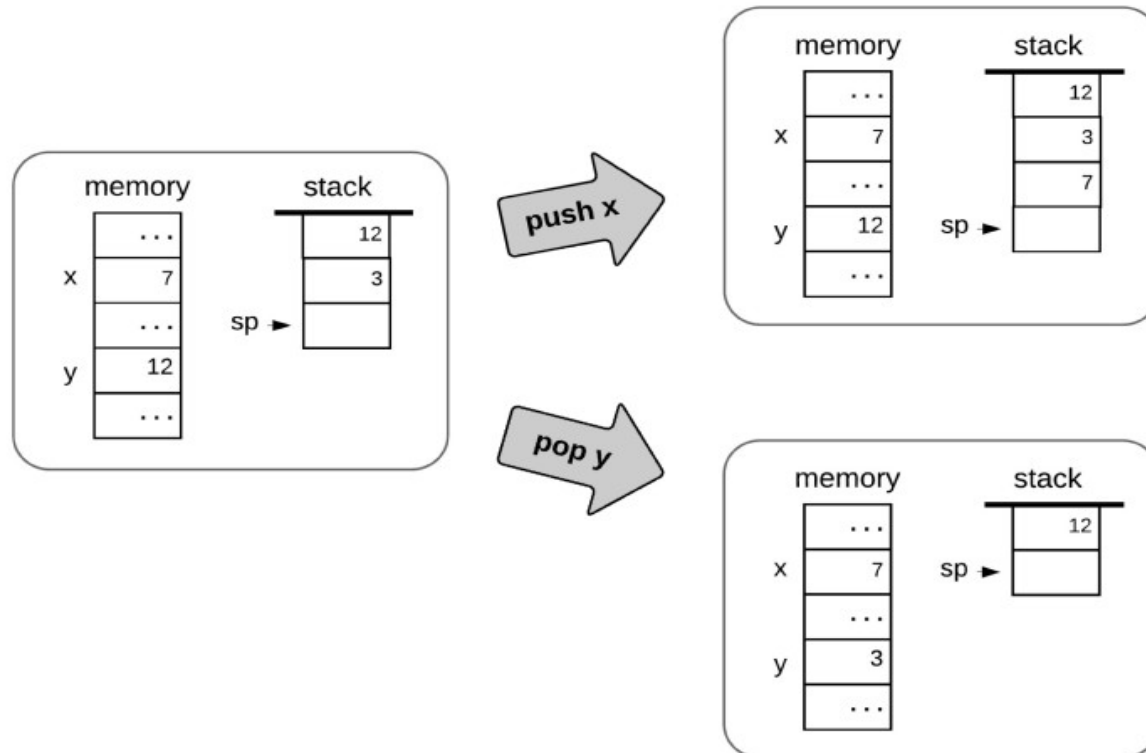 memory stack
...
x 7
...
y 12
...
12
3
sp
push x
pop y
memory stack
...
x 7
...
y 12
...
12
3
7
sp
memory stack
...
x 7
...
y 3
...
12
sp